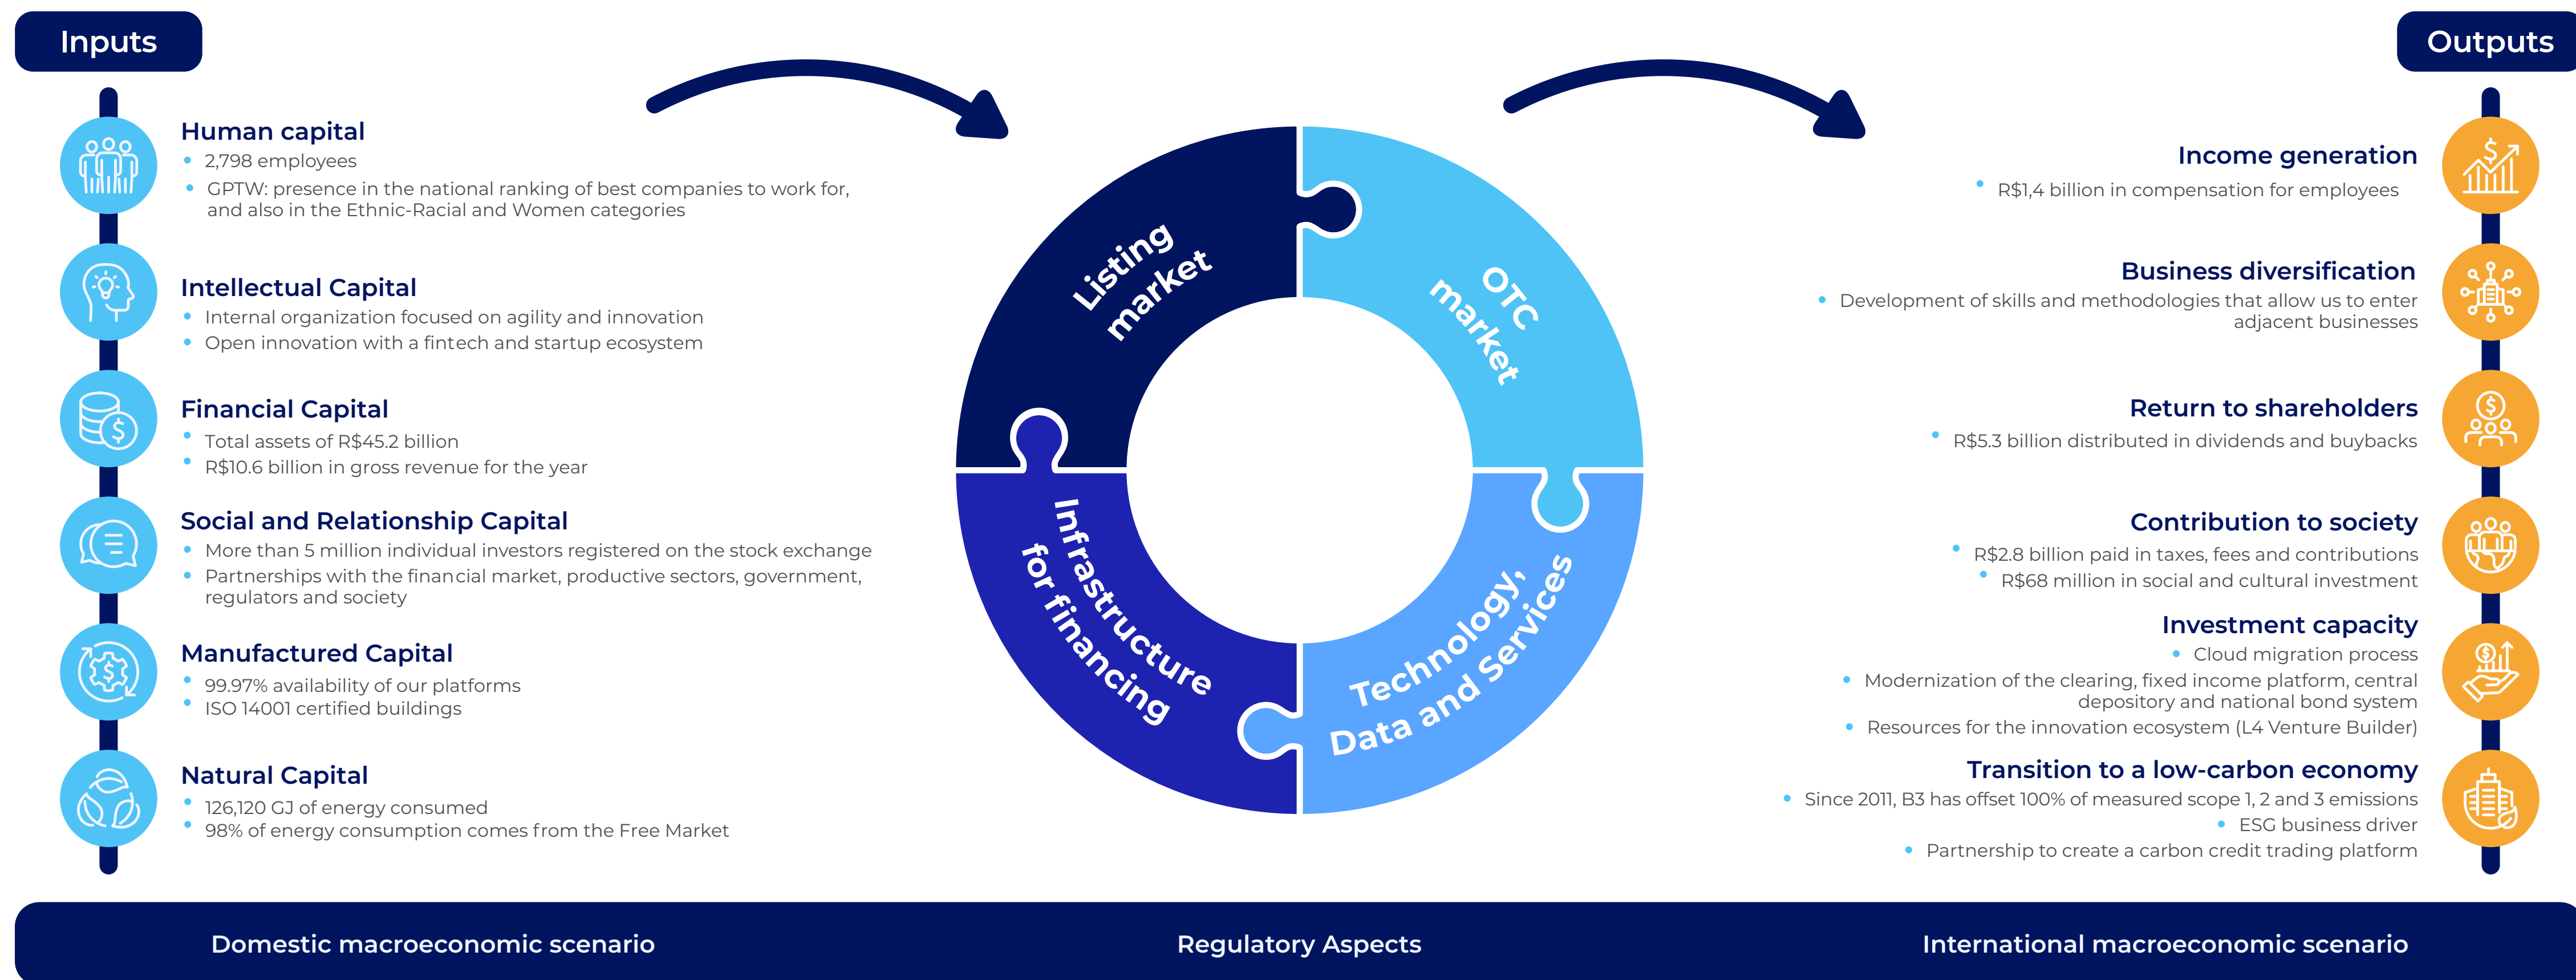 Inputs
Human capital
2,798 employees
GPTW: presence in the national ranking of best companies to work for,
and also in the Ethnic-Racial and Women categories
Intellectual Capital
Internal organization focused on agility and innovation
Open innovation with a fintech and startup ecosystem
Financial Capital
Total assets of R$45.2 billion
R$10.6 billion in gross revenue for the year
Social and Relationship Capital
More than 5 million individual investors registered on the stock exchange
Partnerships with the financial market, productive sectors, government,
regulators and society
Manufactured Capital
99.97% availability of our platforms
ISO 14001 certified buildings
Natural Capital
126,120 GJ of energy consumed
98% of energy consumption comes from the Free Market
Listing
market
OTC
market
Infrastructure
for financing
Technology,
Data and Services
Outputs
Income generation
R$1,4 billion in compensation for employees
Business diversification
Development of skills and methodologies that allow us to enter
adjacent businesses
Return to shareholders
R$5.3 billion distributed in dividends and buybacks
Contribution to society
R$2.8 billion paid in taxes, fees and contributions
R$68 million in social and cultural investment
Investment capacity
Cloud migration process
Modernization of the clearing, fixed income platform, central
depository and national bond system
Resources for the innovation ecosystem (L4 Venture Builder)
Transition to a low-carbon economy
Since 2011, B3 has offset 100% of measured scope 1, 2 and 3 emissions
ESG business driver
Partnership to create a carbon credit trading platform
Domestic macroeconomic scenario
Regulatory Aspects
International macroeconomic scenario